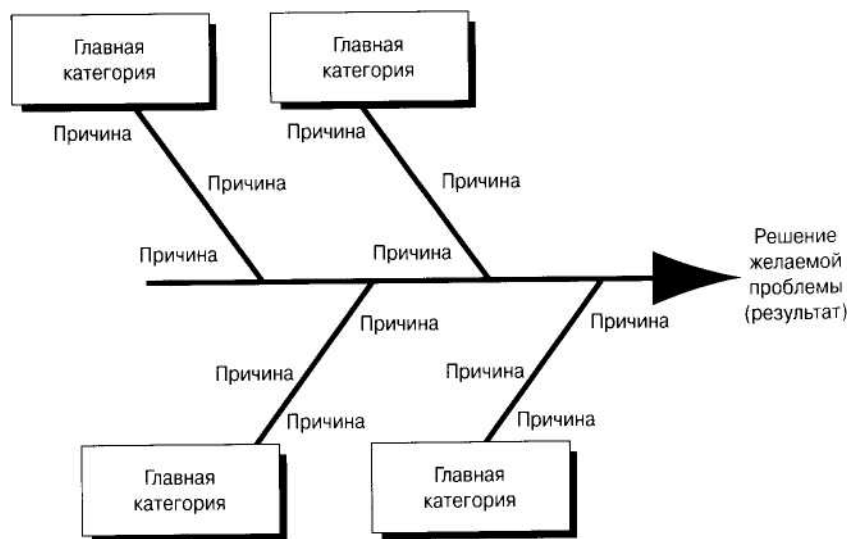 Главная
категория
Главная
категория
Причина
Причина
Причина
Причина
Причина
Причина
Решение
желаемой
проблемы
(результат)
Причина
Причина
Причина
Причина
Причина
Причина
Главная
категория
Главная
категория